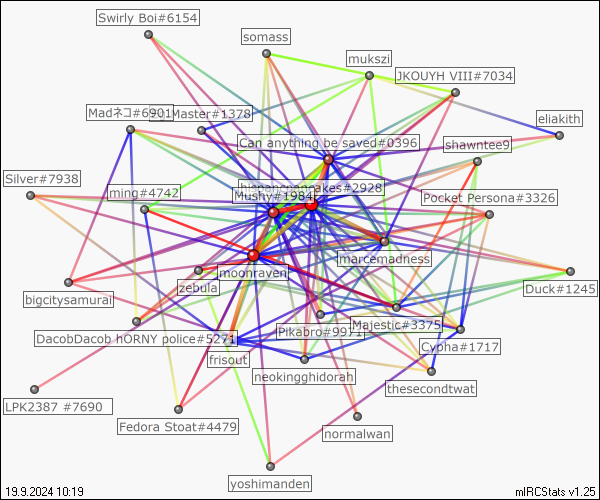 Swirly Boi#6154
somass
mukszi
JKOUYH VIII#7034
Madネコ#6901
Master#1378
eliakith
Can anything be saved#0396
shawntee9
Silver#7938
ming#4742
hipancpancakes#2928
Mushy#1984
Pocket Persona#3326
marcemadness
moonraven
zebula
bigcitysamurai
Duck#1245
DacobDacob hORNY police#5271
Pikabro#9971
Majestic#3375
Cypha#1717
frisout
neokingghidorah
thesecondtwat
LPK2387 #7690
Fedora Stoat#4479
normalwan
yoshimanden
19.9.2024 10:19
mIRCStats v1.25